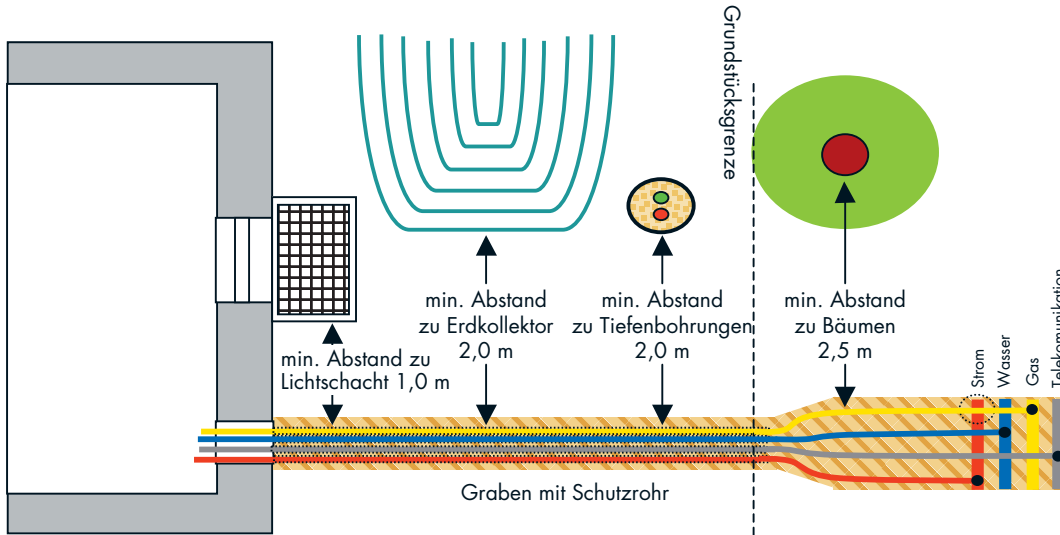 Grundstücksgrenze
min. Abstand zu
Lichtschacht 1,0 m
min. Abstand
zu Erdkollektor
2,0 m
min. Abstand
zu Tiefenbohrungen
2,0 m
min. Abstand
zu Bäumen
2,5 m
Strom
Wasser
Gas
Telekomunikation
Graben mit Schutzrohr